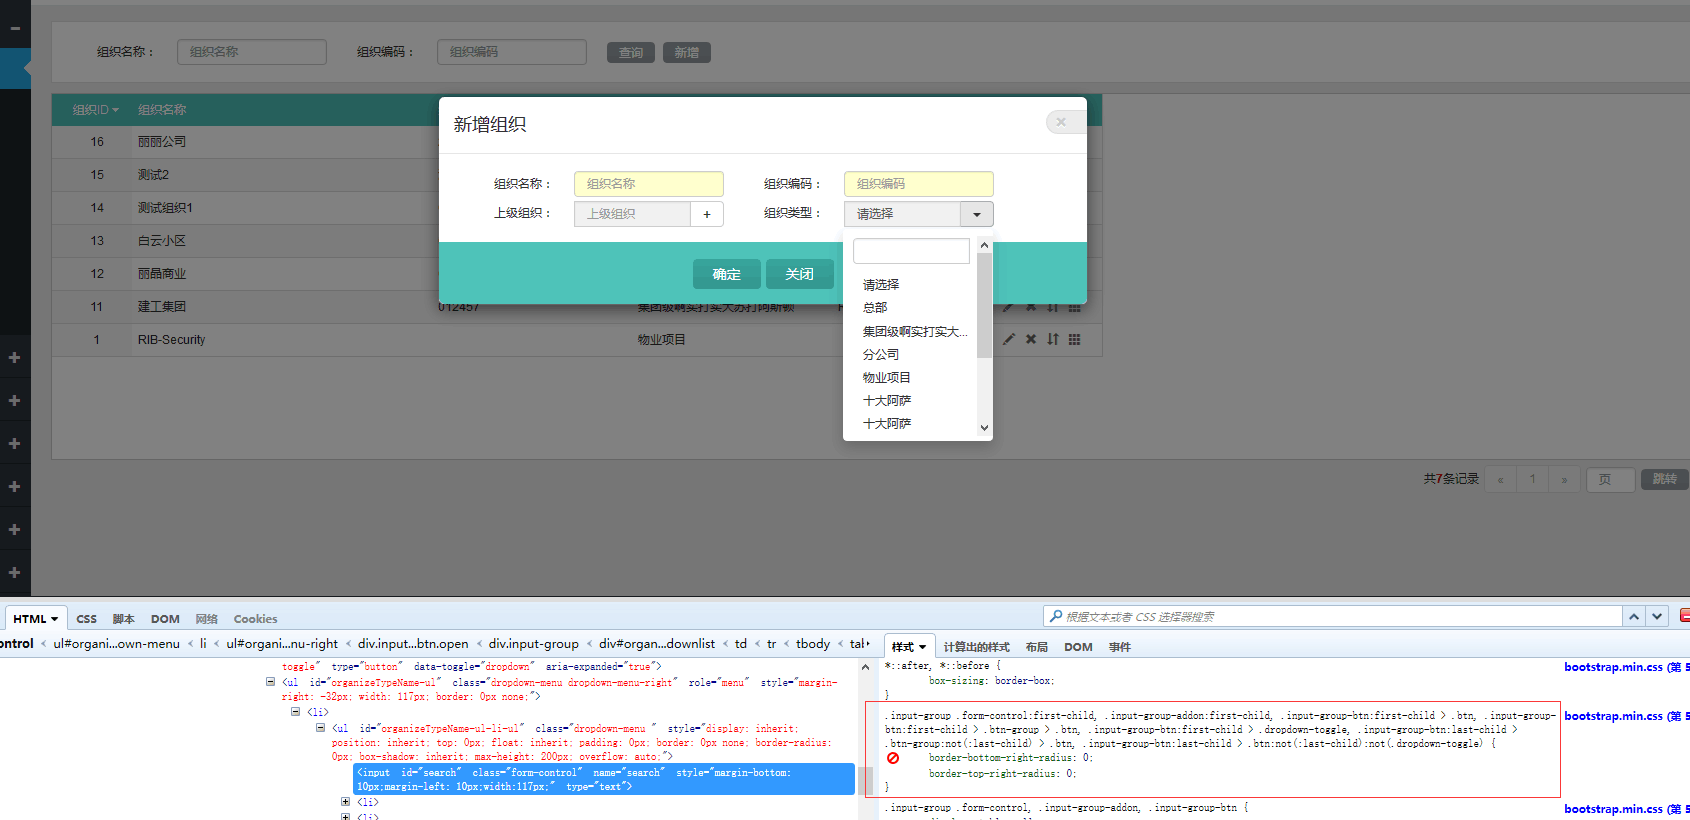 组织名称： 组织名称 组织编码： 组织编码 查询 新增
组织ID 组织名称
16 丽丽公司
15 测试2
14 测试组织1
13 白云小区
12 丽晶商业
11 建工集团 012457 集团级啊实打实大苏打阿斯顿
1 RIB-Security 物业项目
新增组织 ×
组织名称： 组织名称 组织编码： 组织编码
上级组织： 上级组织 + 组织类型： 请选择
确定 关闭
请选择
总部
集团级啊实打实大...
分公司
物业项目
十大阿萨
十大阿萨
共7条记录 « 1 » 页 跳转
HTML CSS 脚本 DOM 网络 Cookies
根据文本或者 CSS 选择器搜索
ontrol < ul#organi...own-menu < li < ul#organi...nu-right < div.input...btn.open < div.input-group < div#organ...downlist < td < tr < tbody < tal
样式 计算出的样式 布局 DOM 事件
toggle" type="button" data-toggle="dropdown" aria-expanded="true">
<ul id="organizeTypeName-ul" class="dropdown-menu dropdown-menu-right" role="menu" style="margin-
right: -32px; width: 117px; border: 0px none;">
<li>
<ul id="organizeTypeName-ul-li-ul" class="dropdown-menu " style="display: inherit;
position: inherit; top: 0px; float: inherit; padding: 0px; border: 0px none; border-radius:
0px; box-shadow: inherit; max-height: 200px; overflow: auto;">
<input id="search" class="form-control" name="search" style="margin-bottom:
10px;margin-left: 10px;width:117px;" type="text">
<li>
<li>
*::after, *::before {
bootstrap.min.css (第 5
box-sizing: border-box;
}
.input-group .form-control:first-child, .input-group-addon:first-child, .input-group-btn:first-child > .btn, .input-group-
bootstrap.min.css (第 5
btn:first-child > .btn-group > .btn, .input-group-btn:first-child > .dropdown-toggle, .input-group-btn:last-child >
.btn-group:not(:last-child) > .btn, .input-group-btn:last-child > .btn:not(:last-child):not(.dropdown-toggle) {
border-bottom-right-radius: 0;
border-top-right-radius: 0;
}
.input-group .form-control, .input-group-addon, .input-group-btn {
bootstrap.min.css (第 5